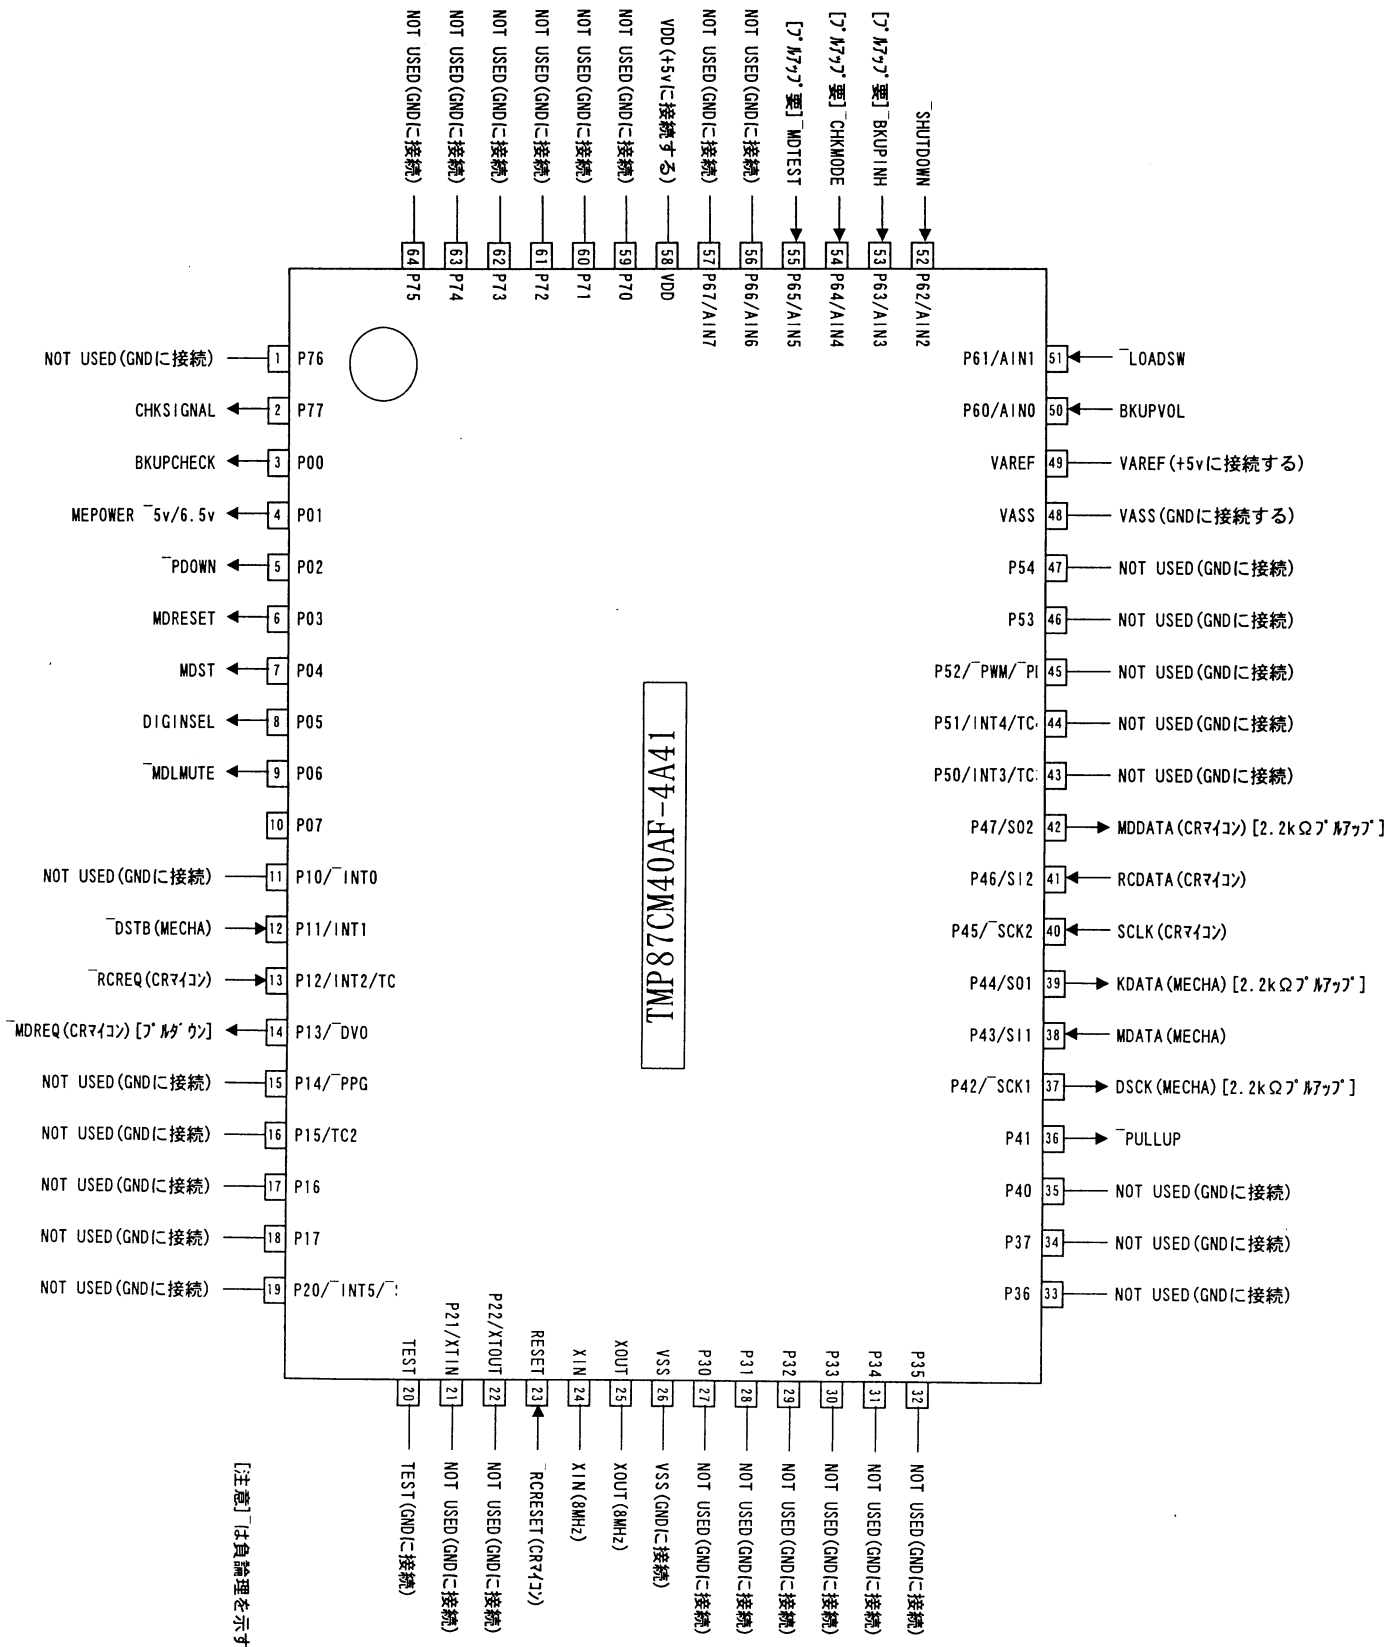 NOT USED(GNDに接続)
NOT USED(GNDに接続)
NOT USED(GNDに接続)
NOT USED(GNDに接続)
NOT USED(GNDに接続)
NOT USED(GNDに接続)
VDD(+5vに接続する)
NOT USED(GNDに接続)
NOT USED(GNDに接続)
[プルアップ要]‾MDTEST
[プルアップ要]‾CHKMODE
[プルアップ要]‾BKUPINH
‾SHUTDOWN
64 P75
63 P74
62 P73
61 P72
60 P71
59 P70
58 VDD
57 P67/AIN7
56 P66/AIN6
55 P65/AIN5
54 P64/AIN4
53 P63/AIN3
52 P62/AIN2
NOT USED(GNDに接続) 1 P76
CHKSIGNAL 2 P77
BKUPCHECK 3 P00
MEPOWER ‾5v/6.5v 4 P01
‾PDOWN 5 P02
MDRESET 6 P03
MDST 7 P04
DIGINSEL 8 P05
‾MDLMUTE 9 P06
10 P07
NOT USED(GNDに接続) 11 P10/‾INT0
‾DSTB(MECHA) 12 P11/INT1
‾RCREQ(CRマイコン) 13 P12/INT2/TC
‾MDREQ(CRマイコン)[プルダウン] 14 P13/‾DVO
NOT USED(GNDに接続) 15 P14/‾PPG
NOT USED(GNDに接続) 16 P15/TC2
NOT USED(GNDに接続) 17 P16
NOT USED(GNDに接続) 18 P17
NOT USED(GNDに接続) 19 P20/‾INT5/‾
TMP87CM40AF-4A41
P61/AIN1 51 ‾LOADSW
P60/AIN0 50 BKUPVOL
VAREF 49 VAREF(+5vに接続する)
VASS 48 VASS(GNDに接続する)
P54 47 NOT USED(GNDに接続)
P53 46 NOT USED(GNDに接続)
P52/‾PWM/‾P 45 NOT USED(GNDに接続)
P51/INT4/TC 44 NOT USED(GNDに接続)
P50/INT3/TC 43 NOT USED(GNDに接続)
P47/SO2 42 MDDATA(CRマイコン)[2.2kΩプルアップ]
P46/SI2 41 RCDATA(CRマイコン)
P45/‾SCK2 40 SCLK(CRマイコン)
P44/SO1 39 KDATA(MECHA)[2.2kΩプルアップ]
P43/SI1 38 MDATA(MECHA)
P42/‾SCK1 37 DSCK(MECHA)[2.2kΩプルアップ]
P41 36 ‾PULLUP
P40 35 NOT USED(GNDに接続)
P37 34 NOT USED(GNDに接続)
P36 33 NOT USED(GNDに接続)
TEST 20 TEST(GNDに接続)
P21/XTIN 21 NOT USED(GNDに接続)
P22/XTOUT 22 NOT USED(GNDに接続)
RESET 23 ‾RCRESET(CRマイコン)
XIN 24 XIN(8MHz)
XOUT 25 XOUT(8MHz)
VSS 26 VSS(GNDに接続)
P30 27 NOT USED(GNDに接続)
P31 28 NOT USED(GNDに接続)
P32 29 NOT USED(GNDに接続)
P33 30 NOT USED(GNDに接続)
P34 31 NOT USED(GNDに接続)
P35 32 NOT USED(GNDに接続)
[注意]‾は負論理を示す